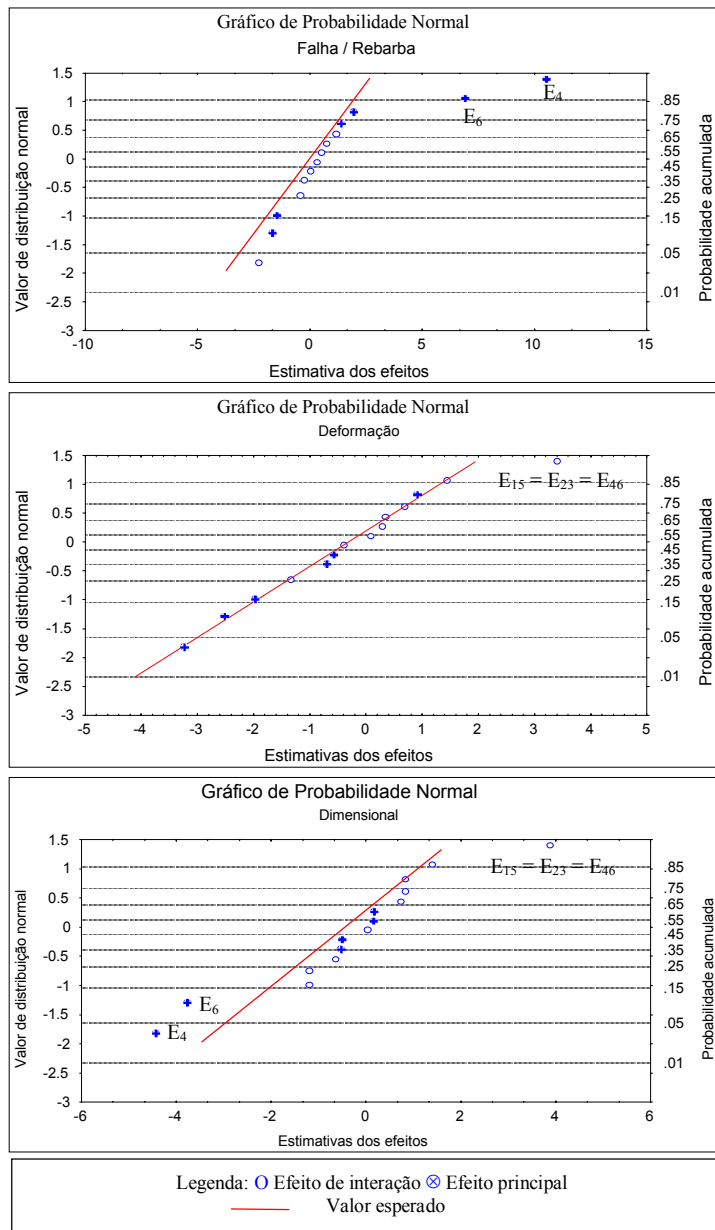 Gráfico de Probabilidade Normal
Falha / Rebarba
Valor de distribuição normal
1.5
1
0.5
0
-0.5
-1
-1.5
-2
-2.5
-3
E4
E6
.85
.75
.65
.55
.45
.35
.25
.15
.05
.01
Probabilidade acumulada
-10 -5 0 5 10 15
Estimativa dos efeitos
Gráfico de Probabilidade Normal
Deformação
Valor de distribuição normal
1.5
1
0.5
0
-0.5
-1
-1.5
-2
-2.5
-3
E15 = E23 = E46
.85
.75
.65
.55
.45
.35
.25
.15
.05
.01
Probabilidade acumulada
-5 -4 -3 -2 -1 0 1 2 3 4 5
Estimativas dos efeitos
Gráfico de Probabilidade Normal
Dimensional
Valor de distribuição normal
1.5
1
0.5
0
-0.5
-1
-1.5
-2
-2.5
-3
E15 = E23 = E46
E6
E4
.85
.75
.65
.55
.45
.35
.25
.15
.05
.01
Probabilidade acumulada
-6 -4 -2 0 2 4 6
Estimativas dos efeitos
Legenda: O Efeito de interação ⊗ Efeito principal
Valor esperado